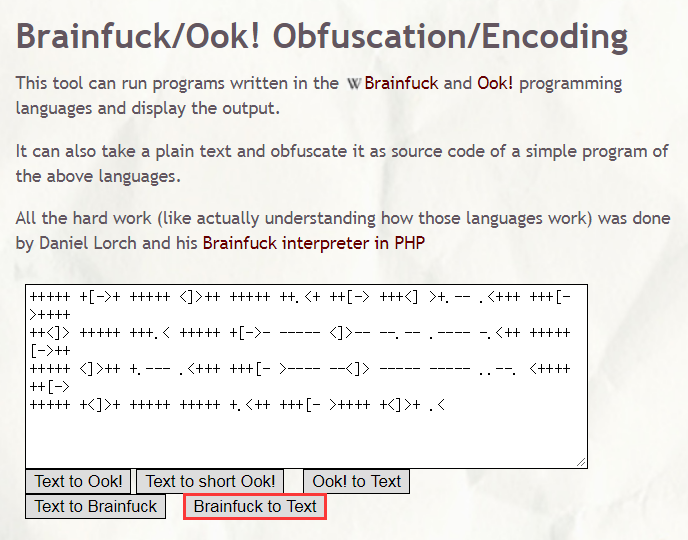 Brainfuck/Ook! Obfuscation/Encoding
This tool can run programs written in the W Brainfuck and Ook! programming
languages and display the output.
It can also take a plain text and obfuscate it as source code of a simple program of
the above languages.
All the hard work (like actually understanding how those languages work) was done
by Daniel Lorch and his Brainfuck interpreter in PHP
+++++ +[->+ +++++ <]>++ +++++ ++.<+ ++[-> +++<] >+.-- .<+++ +++[-
>++++
++<]> +++++ +++.< +++++ +[->- ----- <]>-- --.-- .---- -.<++ +++++
[->++
+++++ <]>++ +.--- .<+++ +++[- >---- --<]> ----- ----- ..--. <++++
++[->
+++++ +<]>+ +++++ +++++ +.<++ +++[- >++++ +<]>+ .<
Text to Ook! Text to short Ook! Ook! to Text
Text to Brainfuck Brainfuck to Text